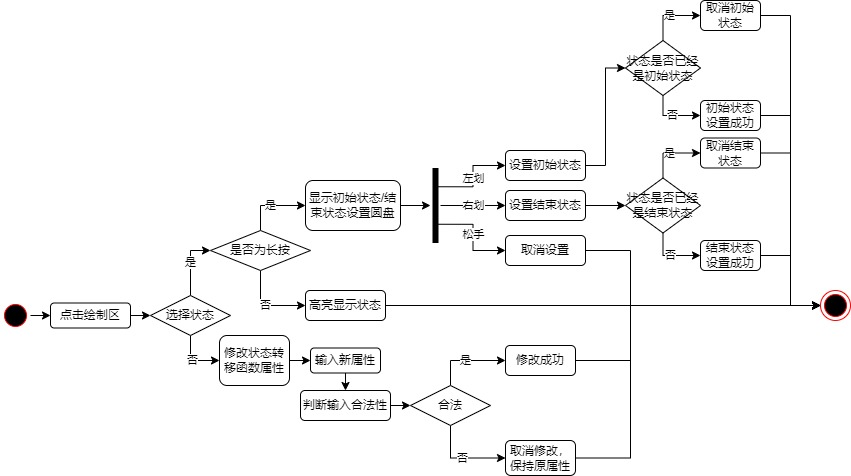 点击绘制区
选择状态
是
否
是否为长按
是
否
显示初始状态/结
束状态设置圆盘
左划
右划
松手
设置初始状态
设置结束状态
取消设置
状态是否已经
是初始状态
是
否
取消初始
状态
初始状态
设置成功
状态是否已经
是结束状态
是
否
取消结束
状态
结束状态
设置成功
高亮显示状态
修改状态转
移函数属性
输入新属性
判断输入合法性
合法
是
否
修改成功
取消修改，
保持原属性